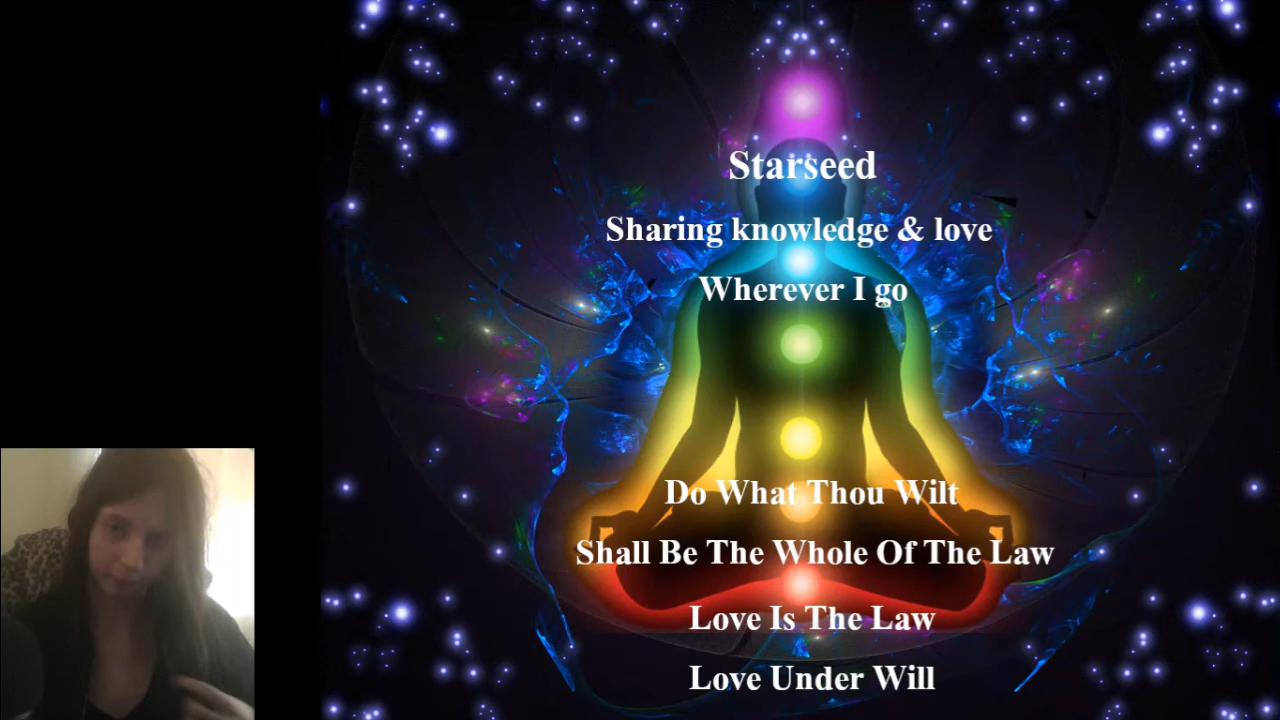 Starseed
Sharing knowledge & love
Wherever I go
Do What Thou Wilt
Shall Be The Whole Of The Law
Love Is The Law
Love Under Will